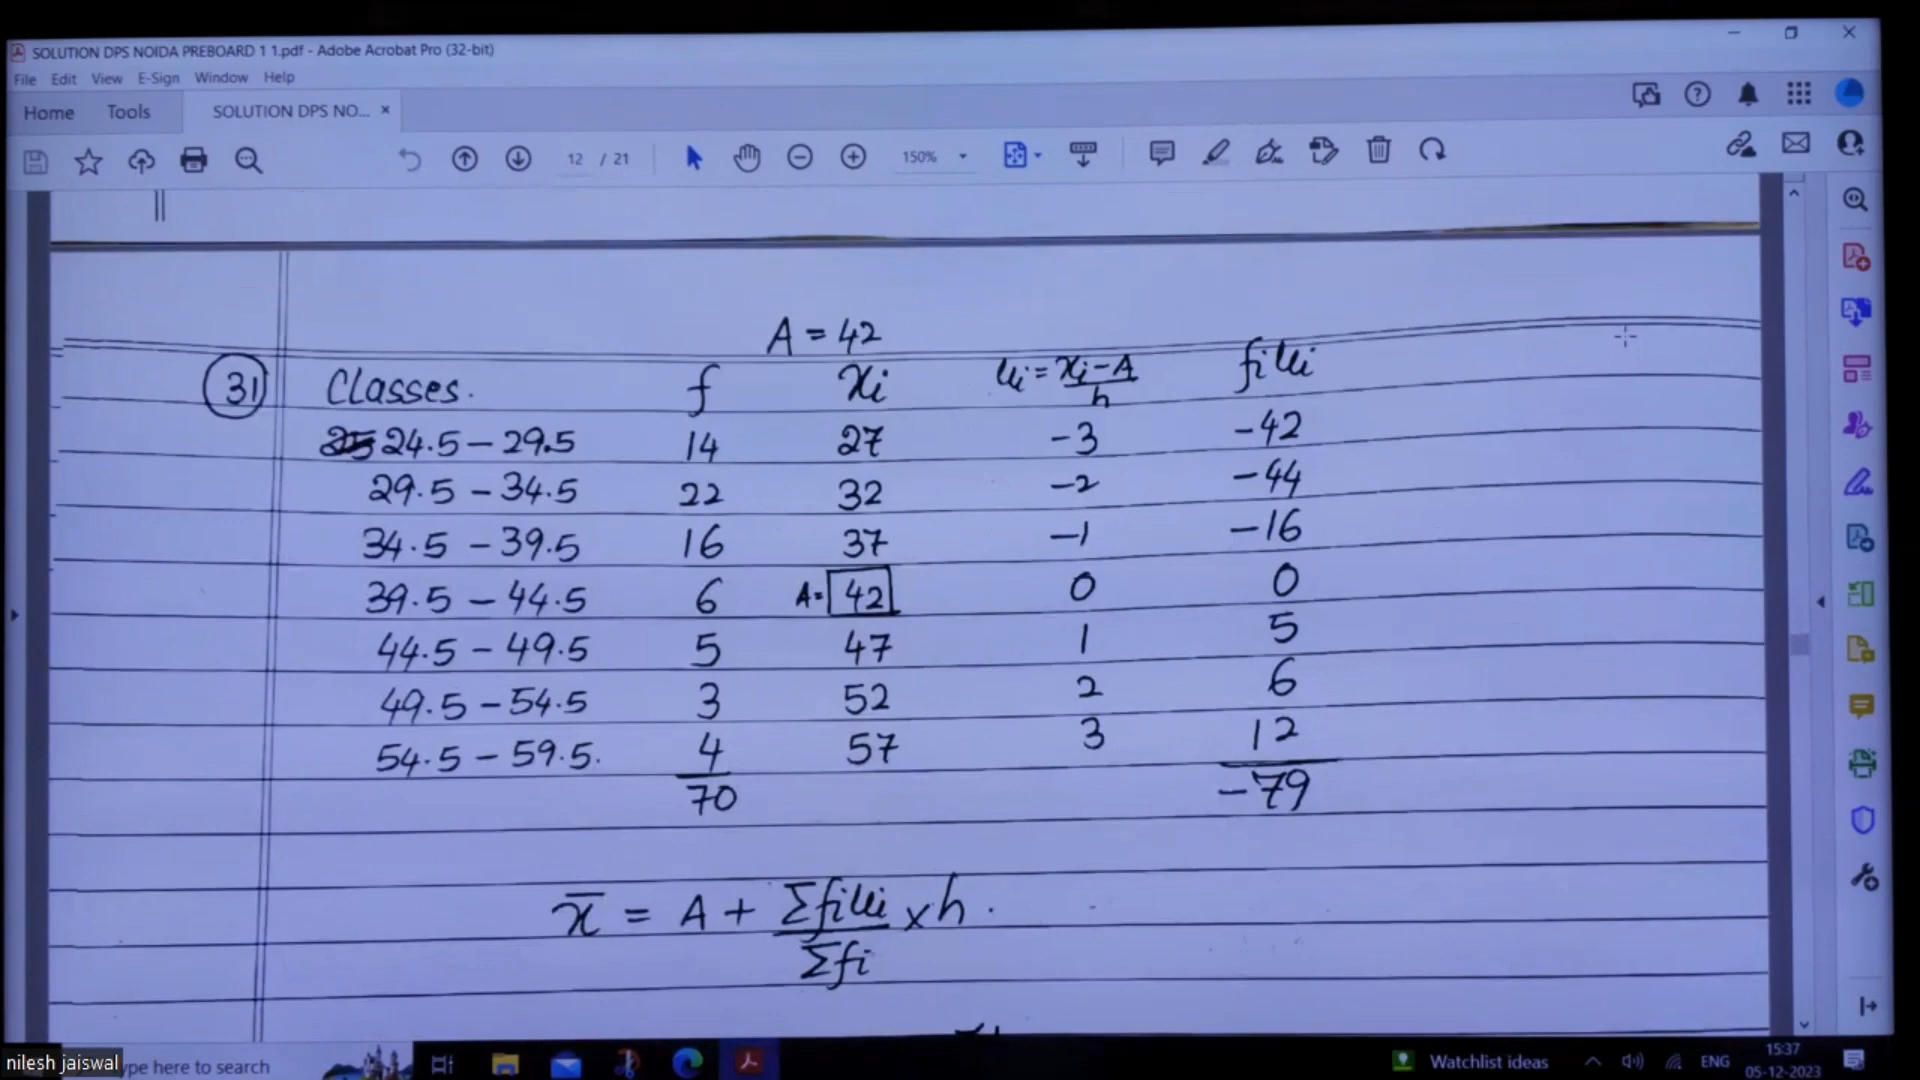 SOLUTION DPS NOIDA PREBOARD 1 1.pdf - Adobe Acrobat Pro (32-bit)
File Edit View E-Sign Window Help
Home Tools SOLUTION DPS NO... ×
12 / 21 150%
A = 42
31 Classes. f xi ui = xi - A / h fiui
24.5 - 29.5 14 27 -3 -42
29.5 - 34.5 22 32 -2 -44
34.5 - 39.5 16 37 -1 -16
39.5 - 44.5 6 A = 42 0 0
44.5 - 49.5 5 47 1 5
49.5 - 54.5 3 52 2 6
54.5 - 59.5. 4 57 3 12
70 -79
x̄ = A + Σfiui / Σfi × h.
nilesh jaiswal
ype here to search
Watchlist ideas
ENG
15:37
05-12-2023